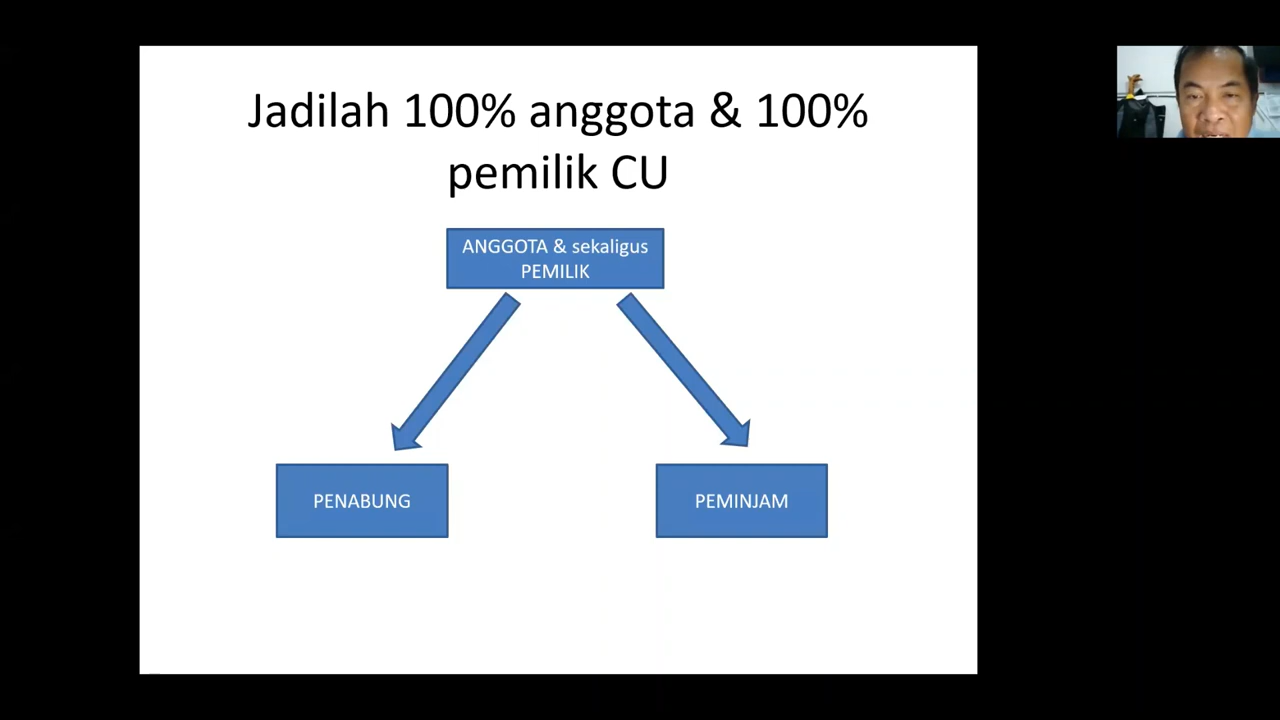 Jadilah 100% anggota & 100%
pemilik CU
ANGGOTA & sekaligus
PEMILIK
PENABUNG
PEMINJAM